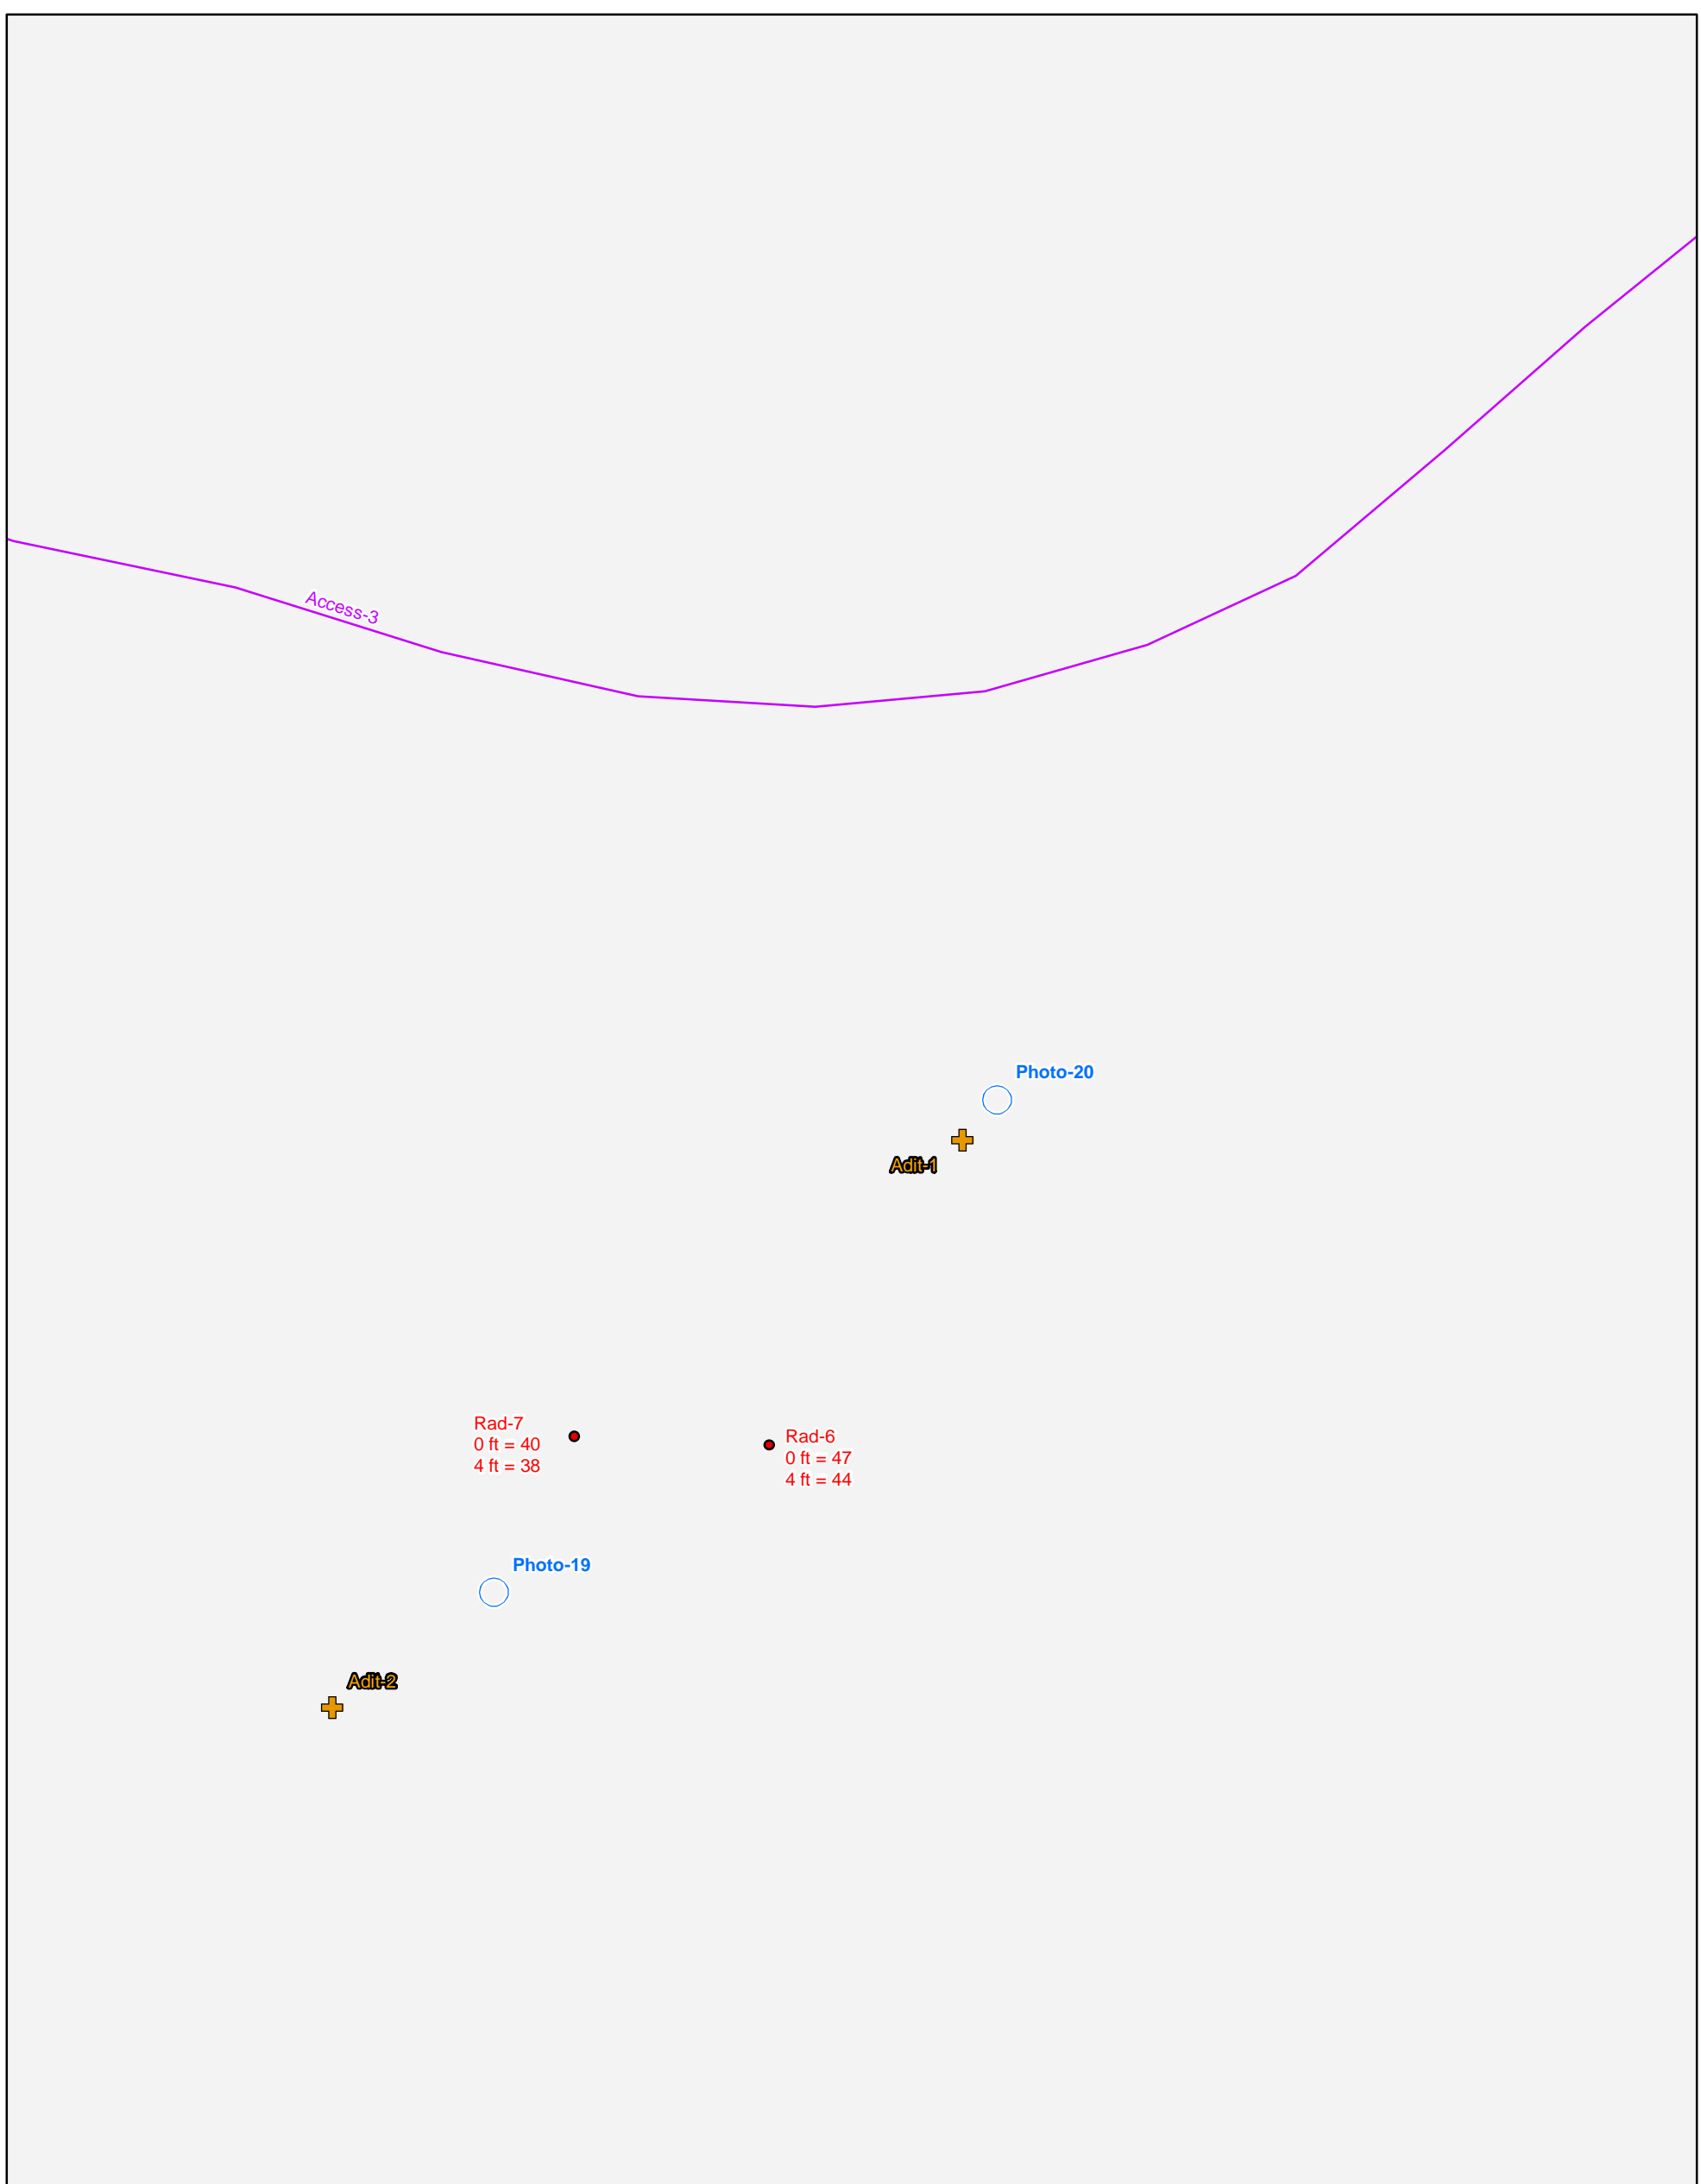 Access-3
Photo-20
Adit-1
Rad-7
0 ft = 40
4 ft = 38
Rad-6
0 ft = 47
4 ft = 44
Photo-19
Adit-2